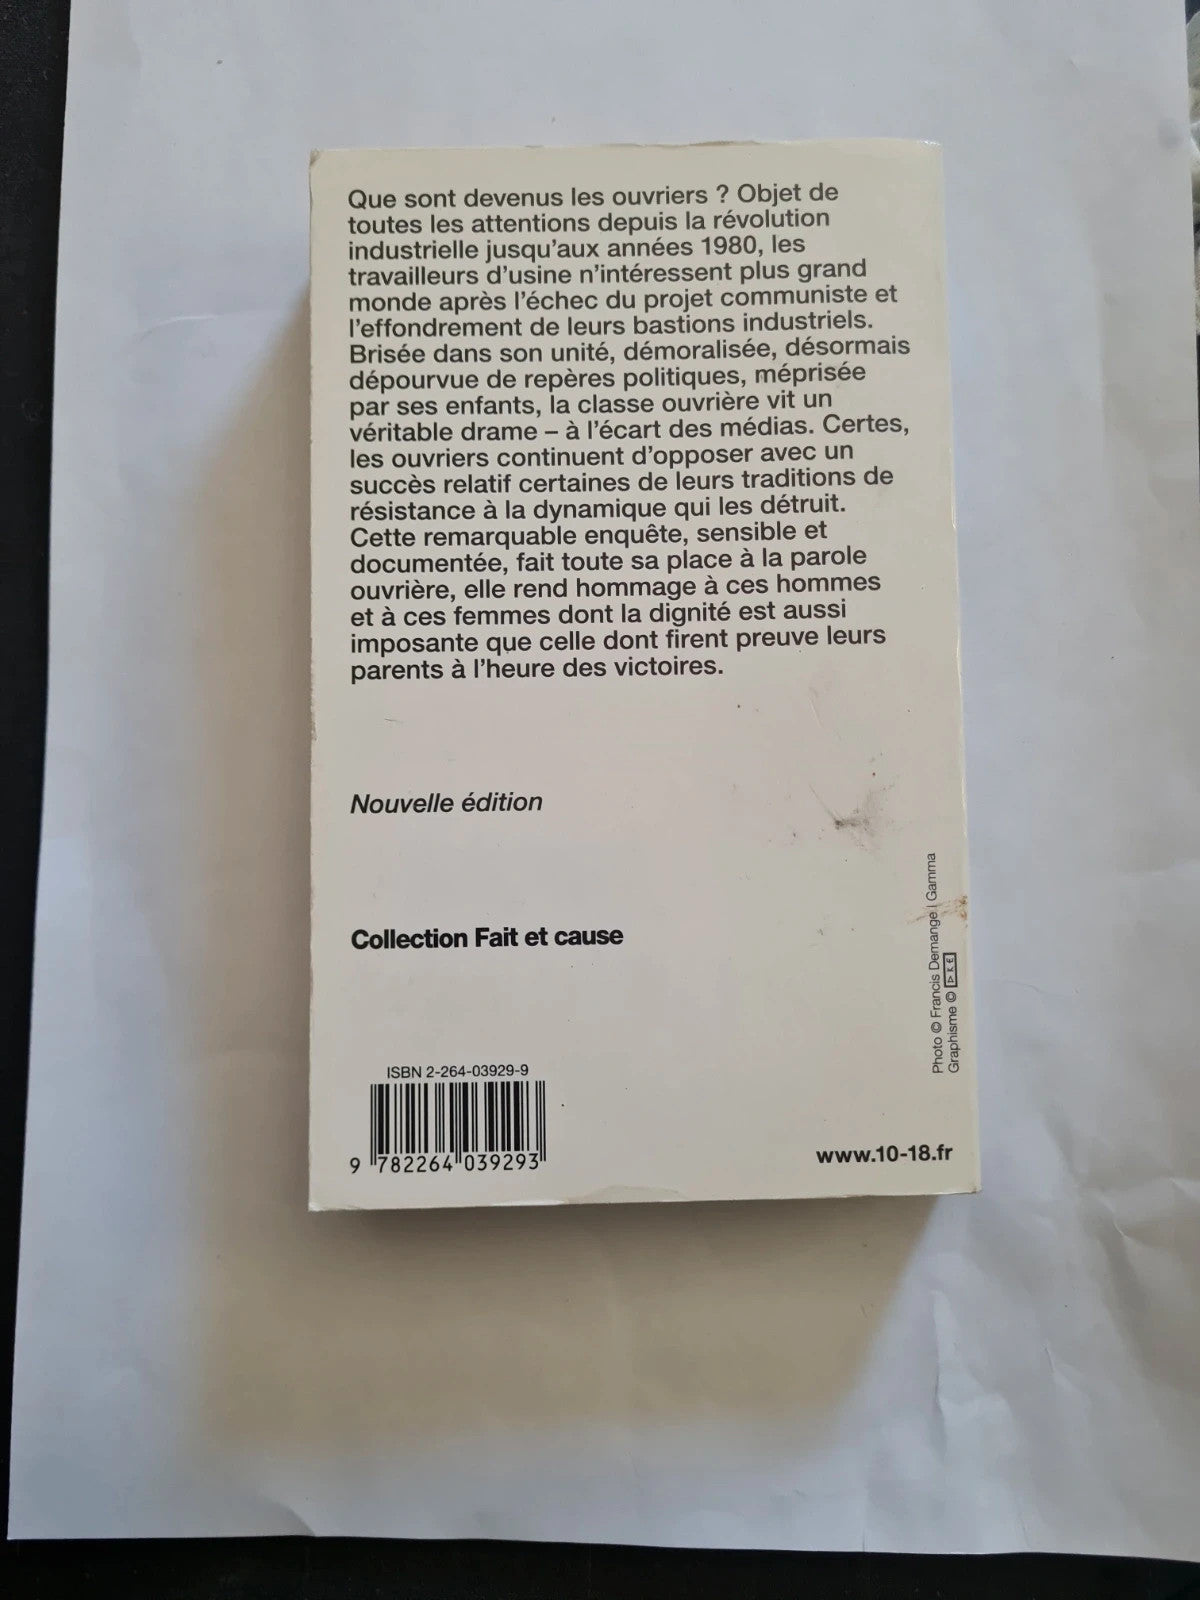 Que sont devenus les ouvriers ? Objet de
toutes les attentions depuis la révolution
industrielle jusqu'aux années 1980, les
travailleurs d'usine n'intéressent plus grand
monde après l'échec du projet communiste et
l'effondrement de leurs bastions industriels.
Brisée dans son unité, démoralisée, désormais
dépourvue de repères politiques, méprisée
par ses enfants, la classe ouvrière vit un
véritable drame – à l'écart des médias. Certes,
les ouvriers continuent d'opposer avec un
succès relatif certaines de leurs traditions de
résistance à la dynamique qui les détruit.
Cette remarquable enquête, sensible et
documentée, fait toute sa place à la parole
ouvrière, elle rend hommage à ces hommes
et à ces femmes dont la dignité est aussi
imposante que celle dont firent preuve leurs
parents à l'heure des victoires.
Nouvelle édition
Collection Fait et cause
Photo © Francis Demange | Gamma
Graphisme ©
ISBN 2-264-03929-9
9 782264 039293
www.10-18.fr